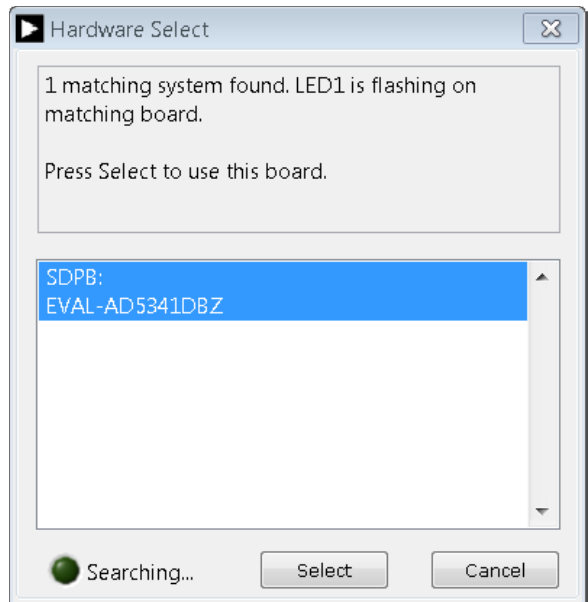 Hardware Select
1 matching system found. LED1 is flashing on
matching board.
Press Select to use this board.
SDPB:
EVAL-AD5341DBZ
Searching...
Select
Cancel